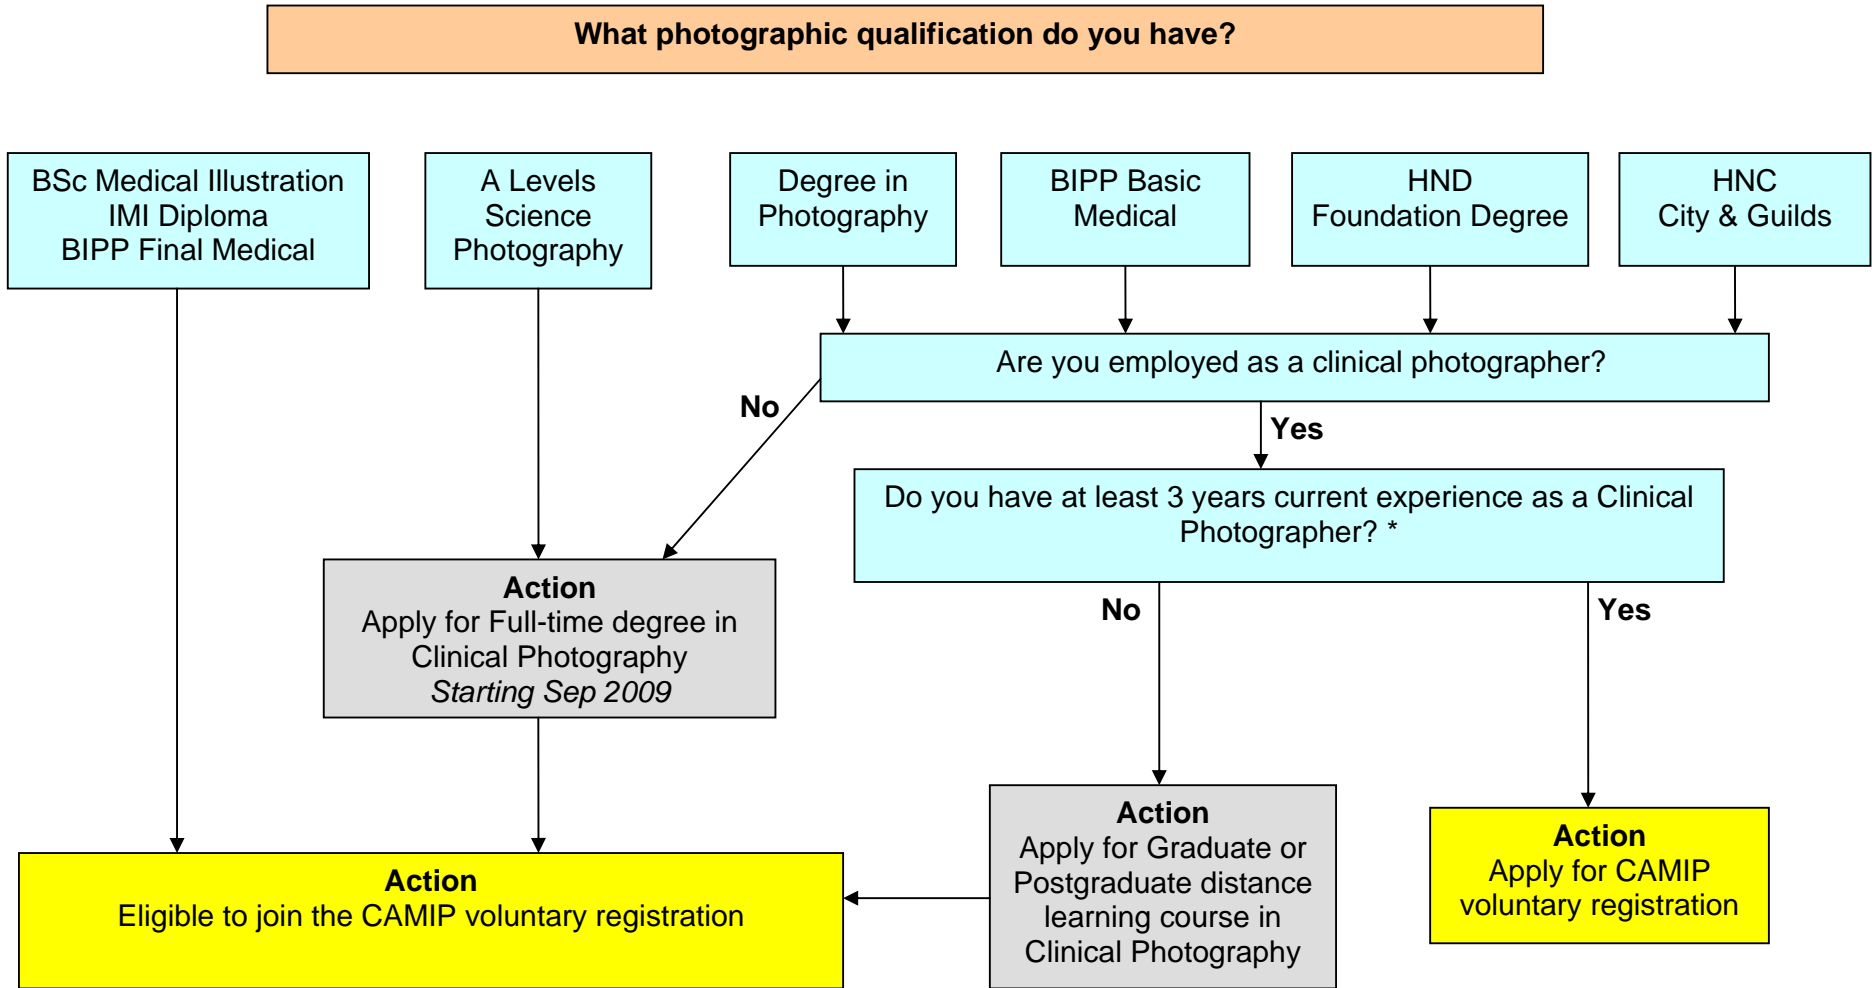 What photographic qualification do you have?
BSc Medical Illustration
IMI Diploma
BIPP Final Medical
A Levels
Science
Photography
Degree in
Photography
BIPP Basic
Medical
HND
Foundation Degree
HNC
City & Guilds
Are you employed as a clinical photographer?
No
Yes
Do you have at least 3 years current experience as a Clinical
Photographer? *
Action
Apply for Full-time degree in
Clinical Photography
Starting Sep 2009
No
Yes
Action
Apply for Graduate or
Postgraduate distance
learning course in
Clinical Photography
Action
Apply for CAMIP
voluntary registration
Action
Eligible to join the CAMIP voluntary registration